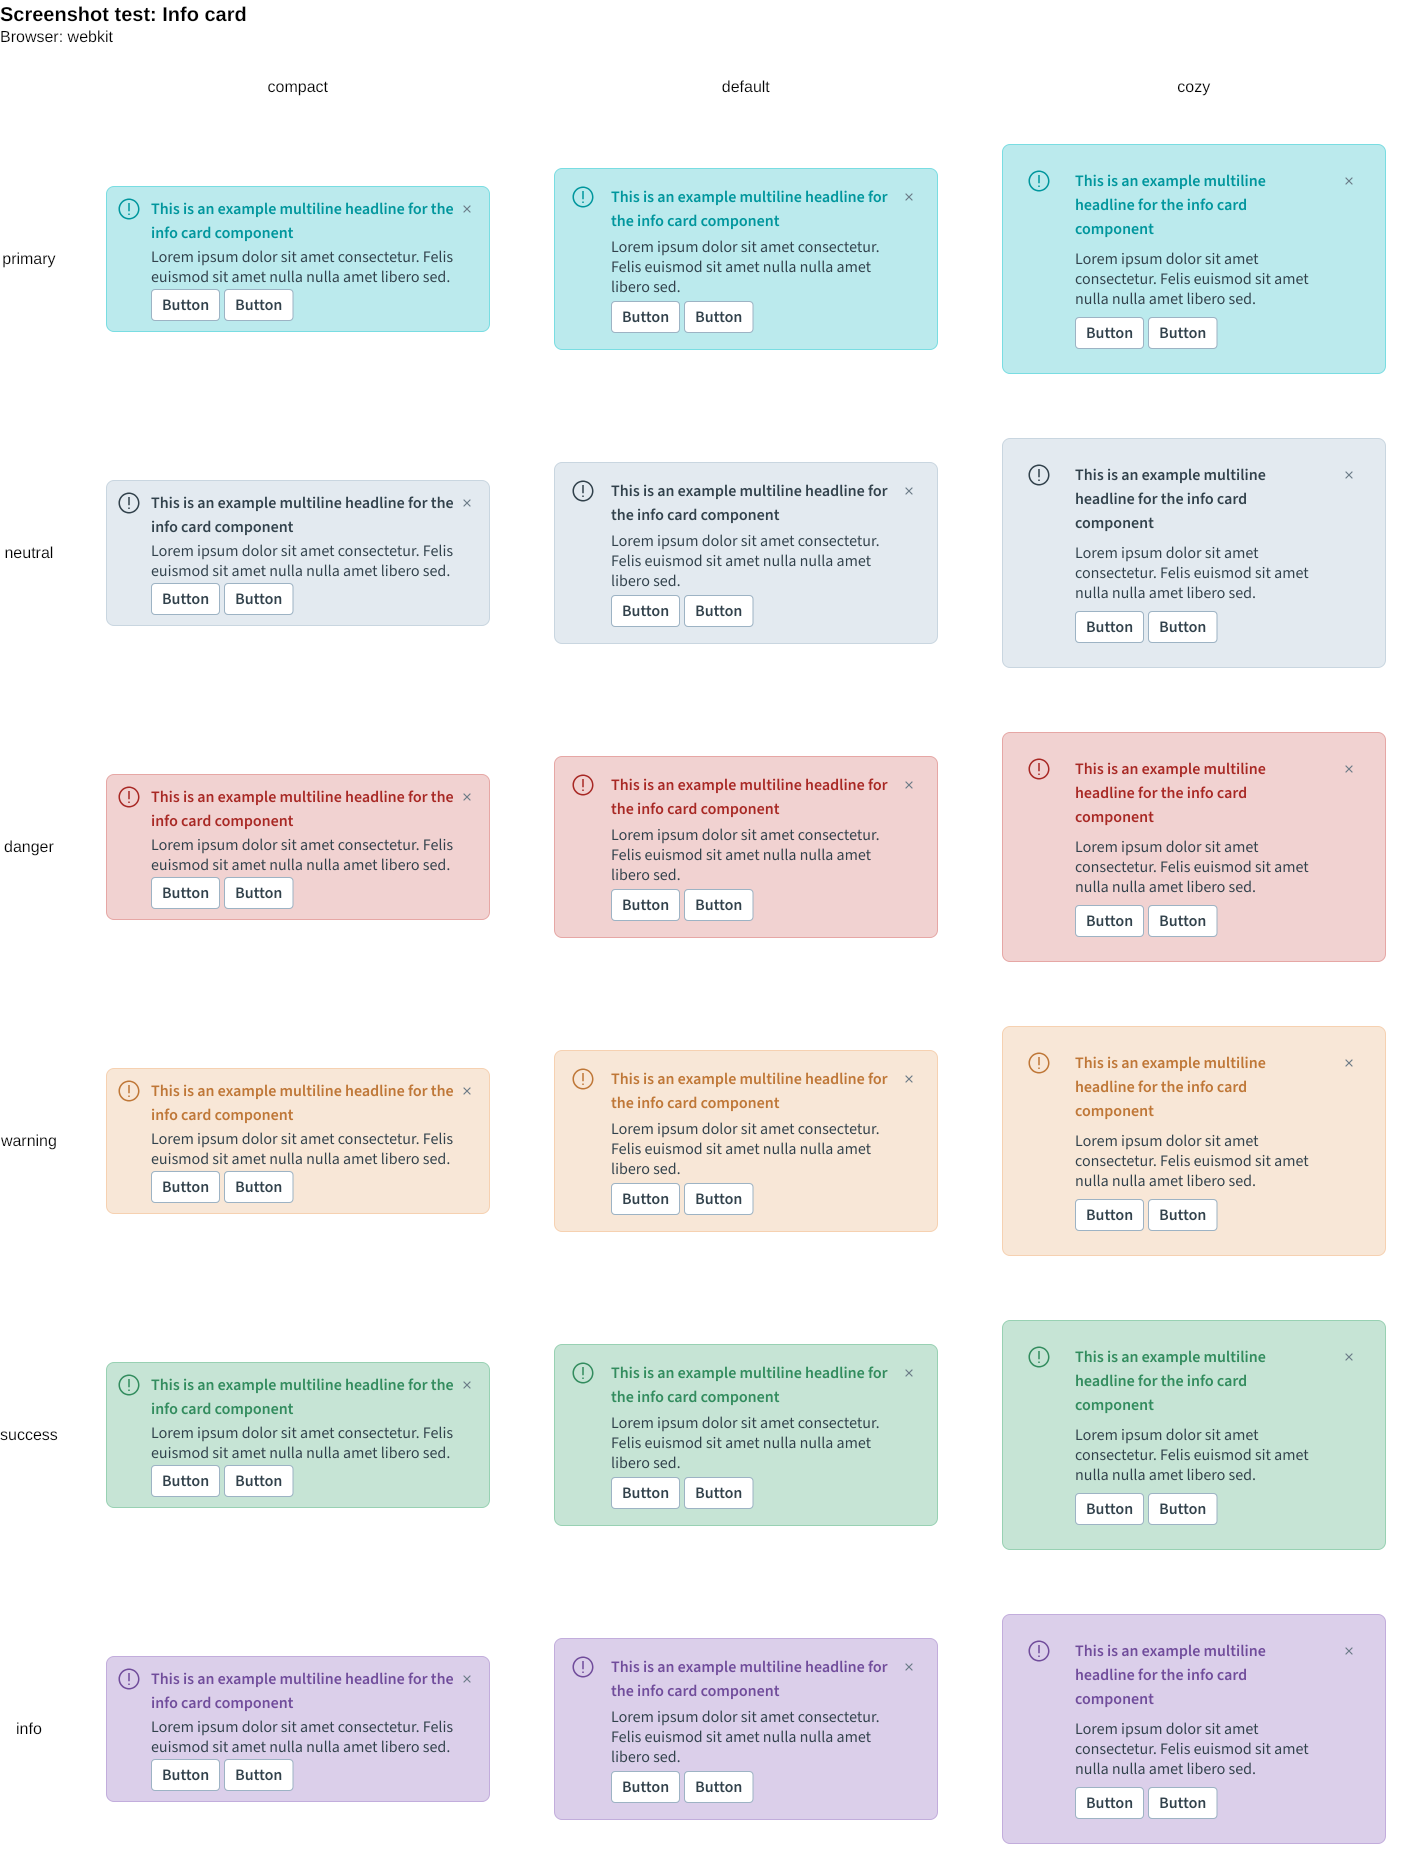 Screenshot test: Info card
Browser: webkit
compact
default
cozy
primary
This is an example multiline headline for the
info card component
Lorem ipsum dolor sit amet consectetur. Felis
euismod sit amet nulla nulla amet libero sed.
Button Button
This is an example multiline headline for
the info card component
Lorem ipsum dolor sit amet consectetur.
Felis euismod sit amet nulla nulla amet
libero sed.
Button Button
This is an example multiline
headline for the info card
component
Lorem ipsum dolor sit amet
consectetur. Felis euismod sit amet
nulla nulla amet libero sed.
Button Button
neutral
This is an example multiline headline for the
info card component
Lorem ipsum dolor sit amet consectetur. Felis
euismod sit amet nulla nulla amet libero sed.
Button Button
This is an example multiline headline for
the info card component
Lorem ipsum dolor sit amet consectetur.
Felis euismod sit amet nulla nulla amet
libero sed.
Button Button
This is an example multiline
headline for the info card
component
Lorem ipsum dolor sit amet
consectetur. Felis euismod sit amet
nulla nulla amet libero sed.
Button Button
danger
This is an example multiline headline for the
info card component
Lorem ipsum dolor sit amet consectetur. Felis
euismod sit amet nulla nulla amet libero sed.
Button Button
This is an example multiline headline for
the info card component
Lorem ipsum dolor sit amet consectetur.
Felis euismod sit amet nulla nulla amet
libero sed.
Button Button
This is an example multiline
headline for the info card
component
Lorem ipsum dolor sit amet
consectetur. Felis euismod sit amet
nulla nulla amet libero sed.
Button Button
warning
This is an example multiline headline for the
info card component
Lorem ipsum dolor sit amet consectetur. Felis
euismod sit amet nulla nulla amet libero sed.
Button Button
This is an example multiline headline for
the info card component
Lorem ipsum dolor sit amet consectetur.
Felis euismod sit amet nulla nulla amet
libero sed.
Button Button
This is an example multiline
headline for the info card
component
Lorem ipsum dolor sit amet
consectetur. Felis euismod sit amet
nulla nulla amet libero sed.
Button Button
success
This is an example multiline headline for the
info card component
Lorem ipsum dolor sit amet consectetur. Felis
euismod sit amet nulla nulla amet libero sed.
Button Button
This is an example multiline headline for
the info card component
Lorem ipsum dolor sit amet consectetur.
Felis euismod sit amet nulla nulla amet
libero sed.
Button Button
This is an example multiline
headline for the info card
component
Lorem ipsum dolor sit amet
consectetur. Felis euismod sit amet
nulla nulla amet libero sed.
Button Button
info
This is an example multiline headline for the
info card component
Lorem ipsum dolor sit amet consectetur. Felis
euismod sit amet nulla nulla amet libero sed.
Button Button
This is an example multiline headline for
the info card component
Lorem ipsum dolor sit amet consectetur.
Felis euismod sit amet nulla nulla amet
libero sed.
Button Button
This is an example multiline
headline for the info card
component
Lorem ipsum dolor sit amet
consectetur. Felis euismod sit amet
nulla nulla amet libero sed.
Button Button